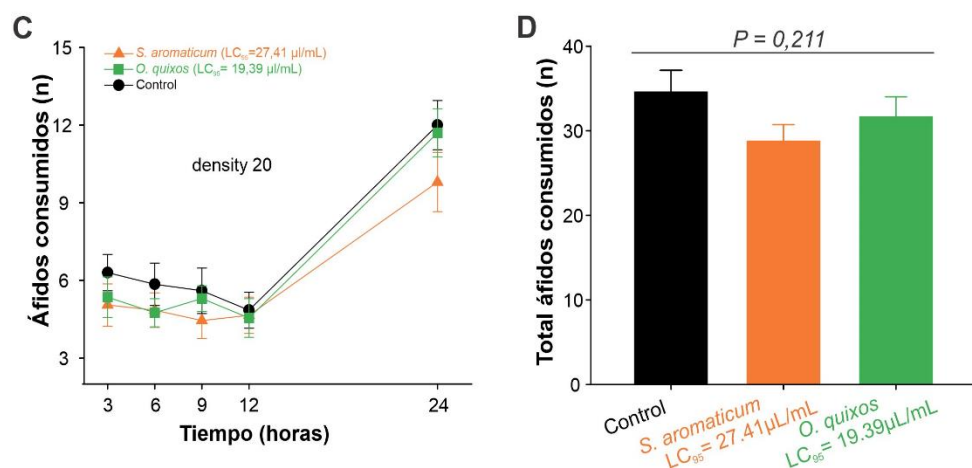 C
15
12
9
6
3
Áfidos consumidos (n)
S. aromaticum (LC₉₅=27,41 µl/mL)
O. quixos (LC₉₅= 19,39 µl/mL)
Control
density 20
3 6 9 12 24
Tiempo (horas)
D
P = 0,211
40
30
20
10
0
Total áfidos consumidos (n)
Control
S. aromaticum
LC₉₅= 27.41µL/mL
O. quixos
LC₉₅= 19.39µL/mL